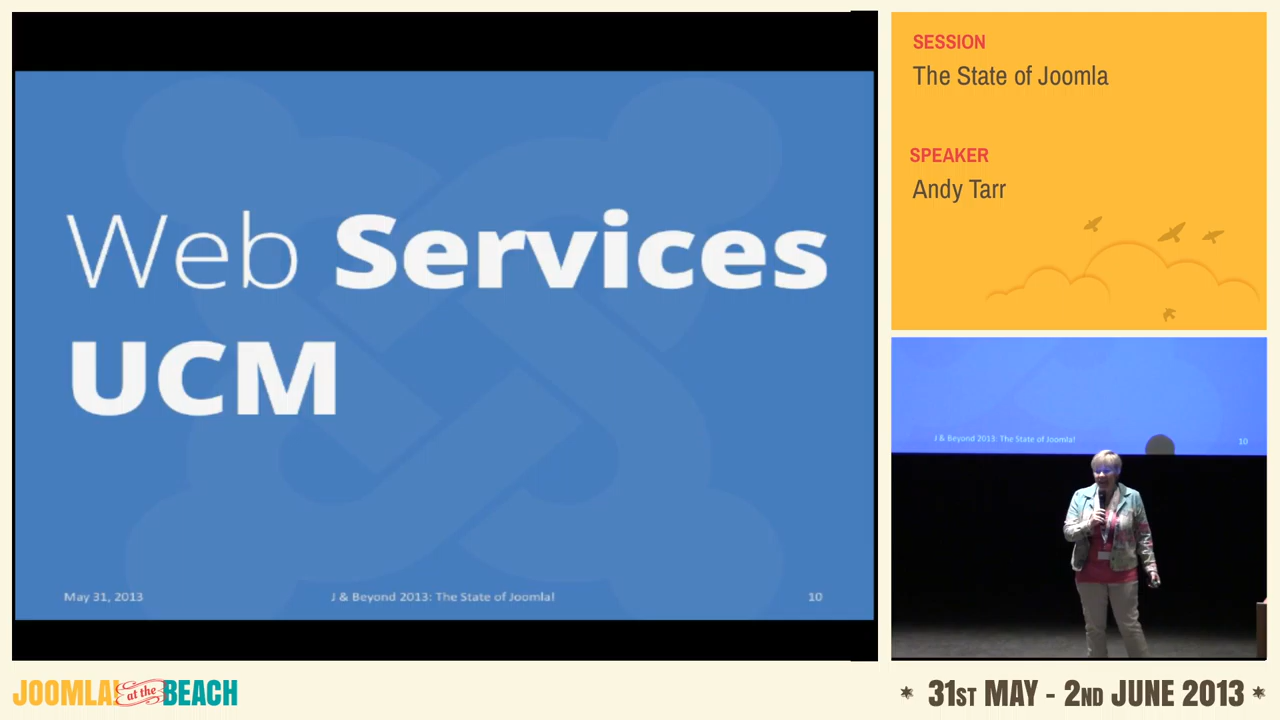 Web Services
UCM
May 31, 2013
J & Beyond 2013: The State of Joomla!
10
SESSION
The State of Joomla
SPEAKER
Andy Tarr
J & Beyond 2013: The State of Joomla!
10
JOOMLA! at the BEACH
* 31ST MAY - 2ND JUNE 2013 *